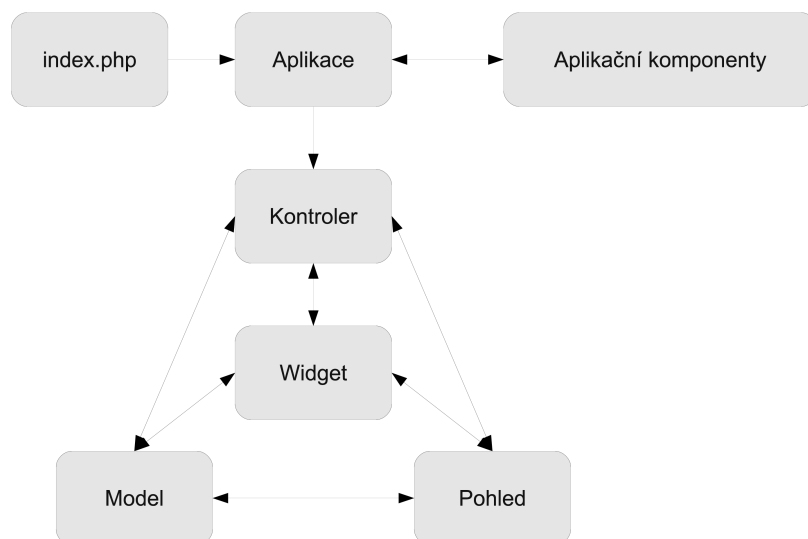 index.php
Aplikace
Aplikační komponenty
Kontroler
Widget
Model
Pohled